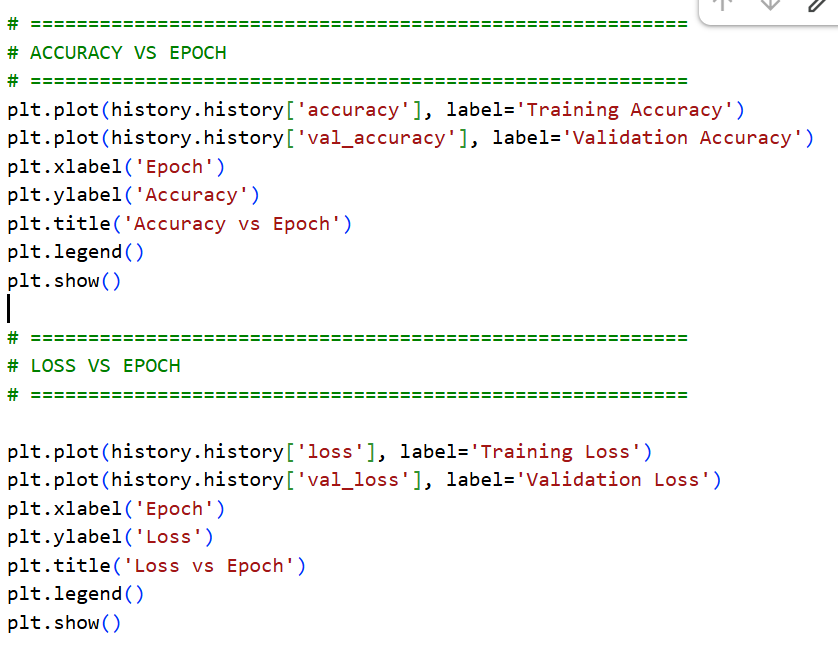 # =========================================================
# ACCURACY VS EPOCH
# =========================================================
plt.plot(history.history['accuracy'], label='Training Accuracy')
plt.plot(history.history['val_accuracy'], label='Validation Accuracy')
plt.xlabel('Epoch')
plt.ylabel('Accuracy')
plt.title('Accuracy vs Epoch')
plt.legend()
plt.show()
# =========================================================
# LOSS VS EPOCH
# =========================================================
plt.plot(history.history['loss'], label='Training Loss')
plt.plot(history.history['val_loss'], label='Validation Loss')
plt.xlabel('Epoch')
plt.ylabel('Loss')
plt.title('Loss vs Epoch')
plt.legend()
plt.show()